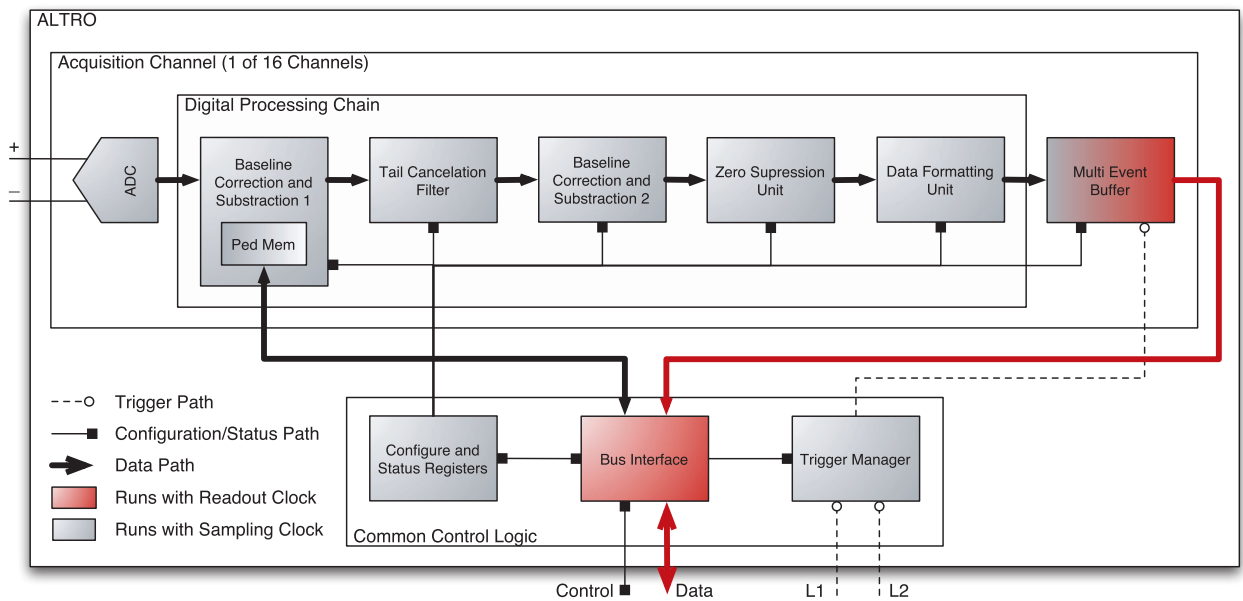 ALTRO
Acquisition Channel (1 of 16 Channels)
Digital Processing Chain
+
–
ADC
Baseline
Correction and
Substraction 1
Ped Mem
Tail Cancelation
Filter
Baseline
Correction and
Substraction 2
Zero Supression
Unit
Data Formatting
Unit
Multi Event
Buffer
Trigger Path
Configuration/Status Path
Data Path
Runs with Readout Clock
Runs with Sampling Clock
Configure and
Status Registers
Bus Interface
Trigger Manager
Common Control Logic
Control
Data
L1
L2